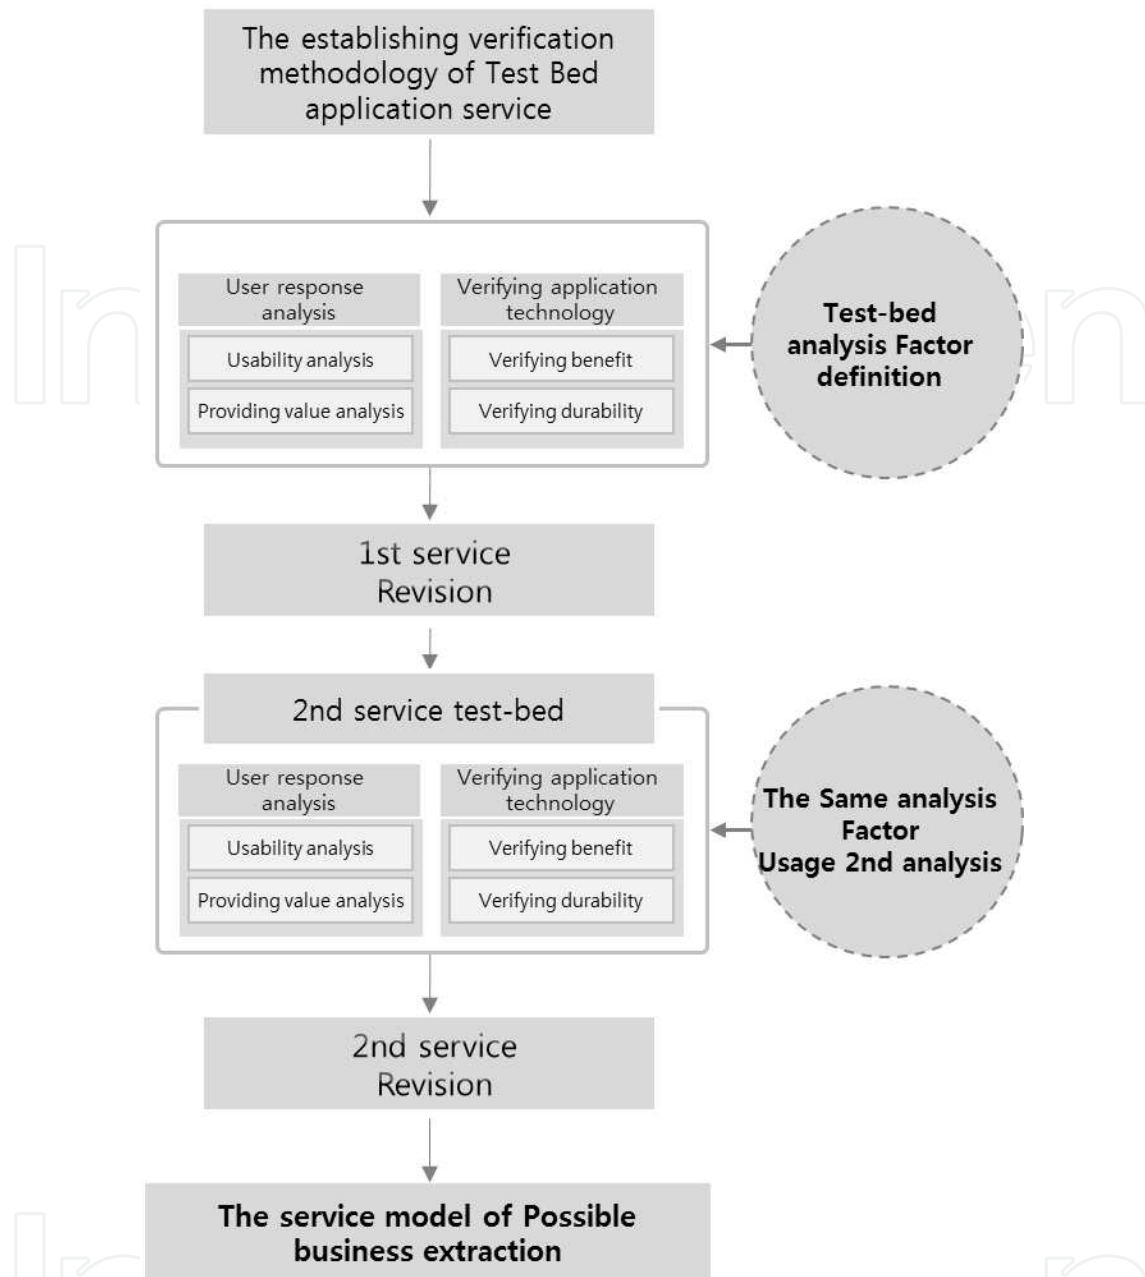 The establishing verification
methodology of Test Bed
application service
User response
analysis
Usability analysis
Providing value analysis
Verifying application
technology
Verifying benefit
Verifying durability
Test-bed
analysis Factor
definition
1st service
Revision
2nd service test-bed
User response
analysis
Usability analysis
Providing value analysis
Verifying application
technology
Verifying benefit
Verifying durability
The Same analysis
Factor
Usage 2nd analysis
2nd service
Revision
The service model of Possible
business extraction